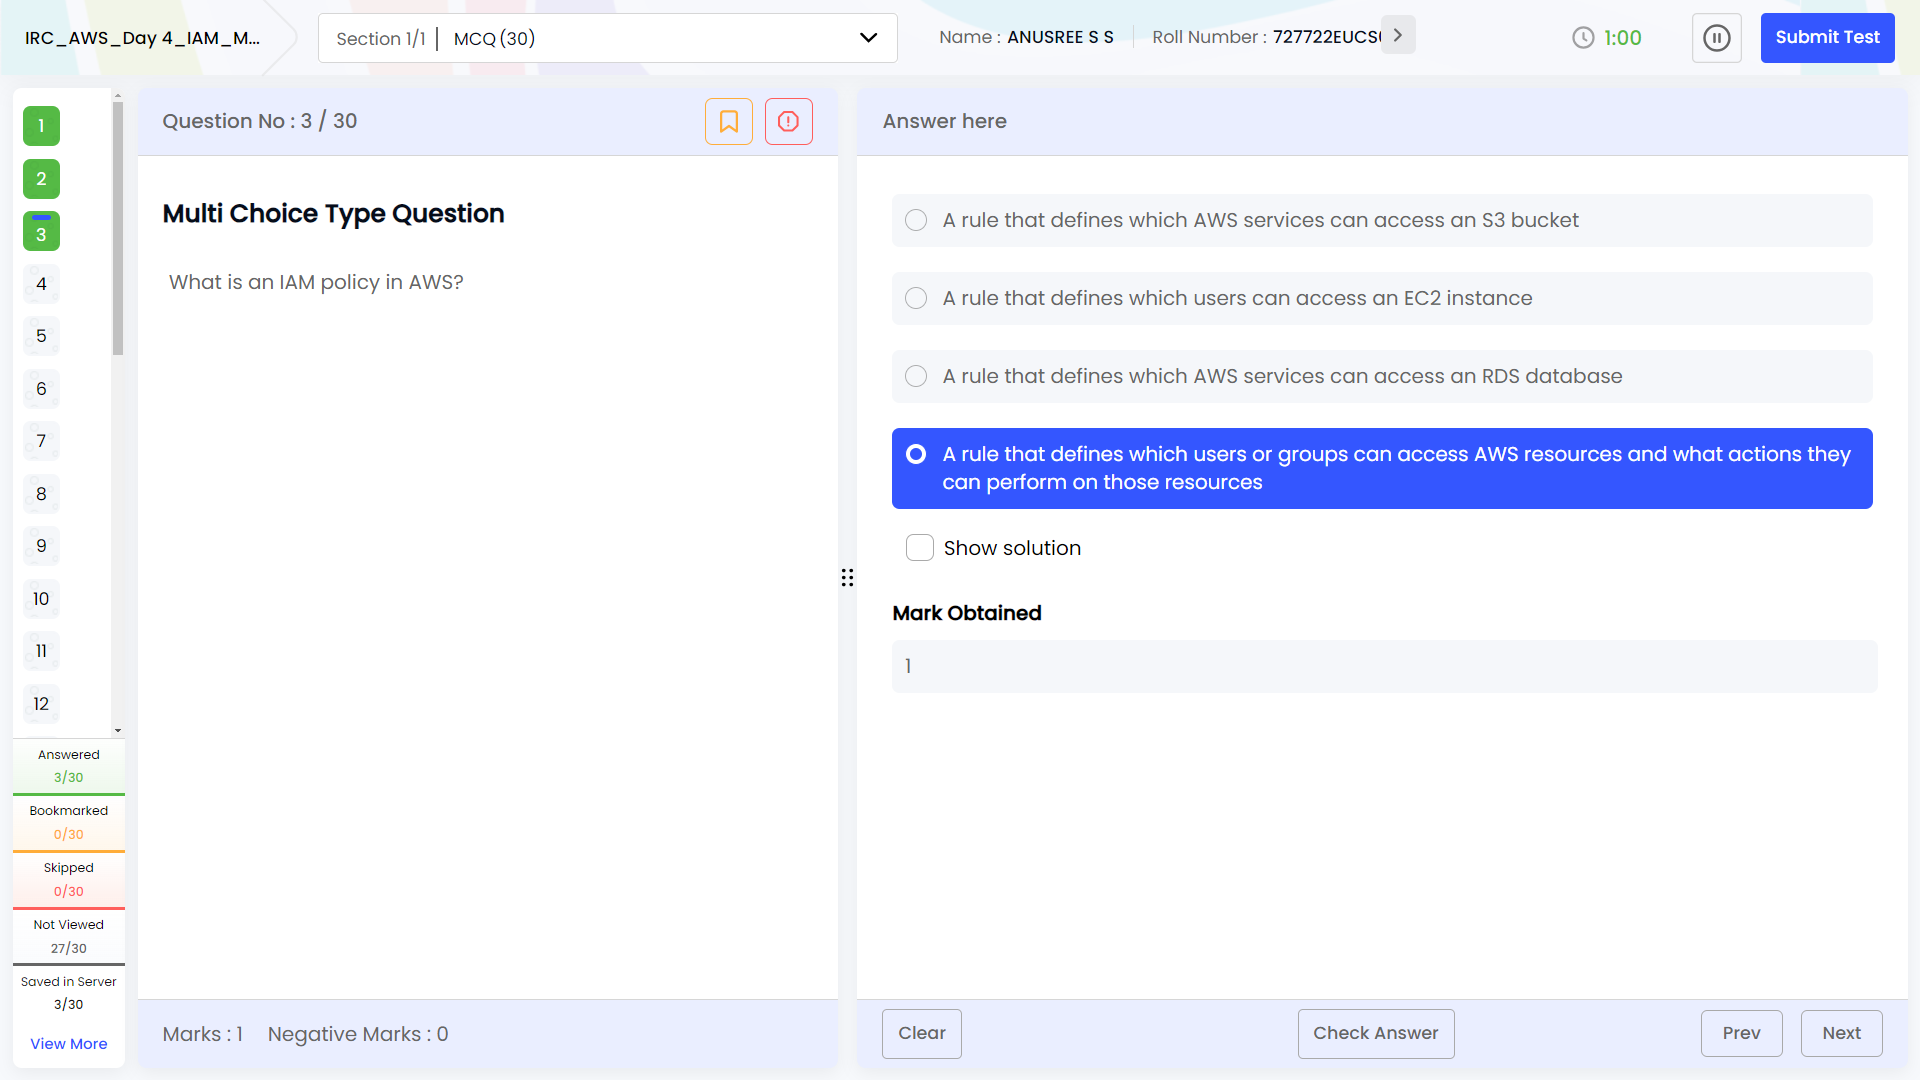 IRC_AWS_Day 4_IAM_M...
Section 1/1 | MCQ (30)
Name : ANUSREE S S
Roll Number :
1:00
Submit Test
1
2
3
4
5
6
7
8
9
10
11
12
Answered
3/30
Bookmarked
0/30
Skipped
0/30
Not Viewed
27/30
Saved in Server
3/30
View More
Question No : 3 / 30
Multi Choice Type Question
What is an IAM policy in AWS?
Marks : 1 Negative Marks : 0
Answer here
A rule that defines which AWS services can access an S3 bucket
A rule that defines which users can access an EC2 instance
A rule that defines which AWS services can access an RDS database
A rule that defines which users or groups can access AWS resources and what actions they
can perform on those resources
Show solution
Mark Obtained
1
Clear
Check Answer
Prev
Next